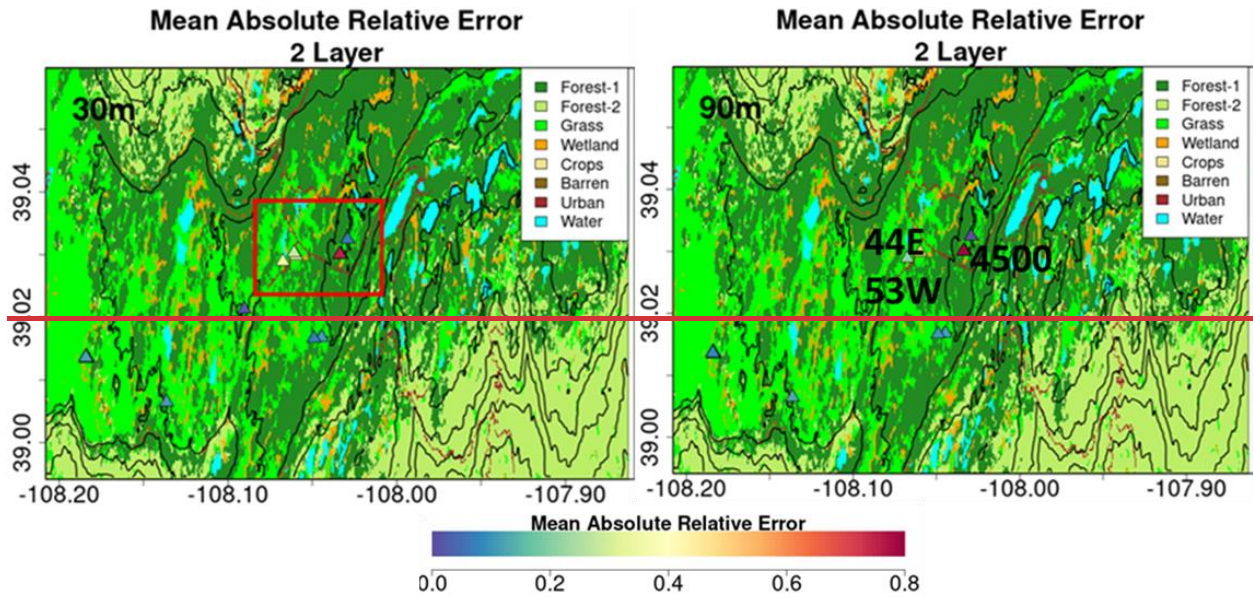 Mean Absolute Relative Error
2 Layer
30m
Forest-1
Forest-2
Grass
Wetland
Crops
Barren
Urban
Water
39.04
39.02
39.00
-108.20
-108.10
-108.00
-107.90
Mean Absolute Relative Error
2 Layer
90m
Forest-1
Forest-2
Grass
Wetland
Crops
Barren
Urban
Water
44E
4500
53W
39.04
39.02
39.00
-108.20
-108.10
-108.00
-107.90
Mean Absolute Relative Error
0.0
0.2
0.4
0.6
0.8